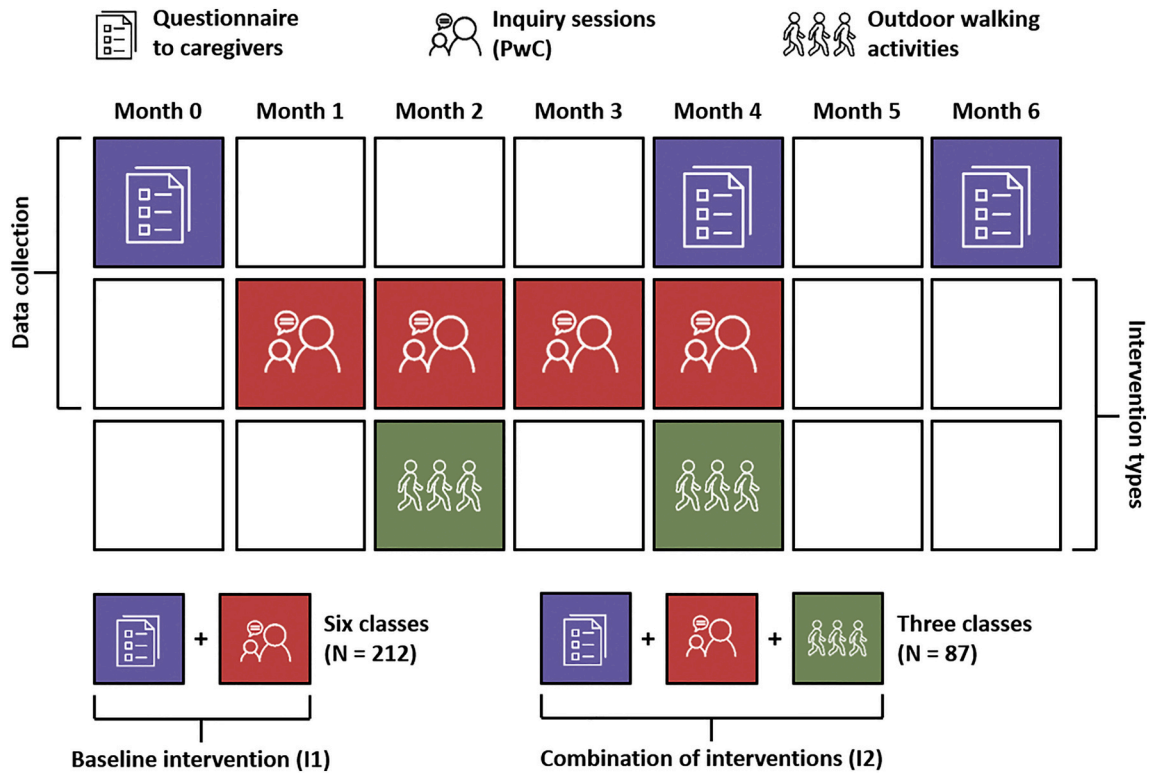 Questionnaire
to caregivers
Inquiry sessions
(PwC)
Outdoor walking
activities
Month 0
Month 1
Month 2
Month 3
Month 4
Month 5
Month 6
Data collection
Intervention types
Six classes
(N = 212)
Three classes
(N = 87)
+
+
+
Baseline intervention (I1)
Combination of interventions (I2)